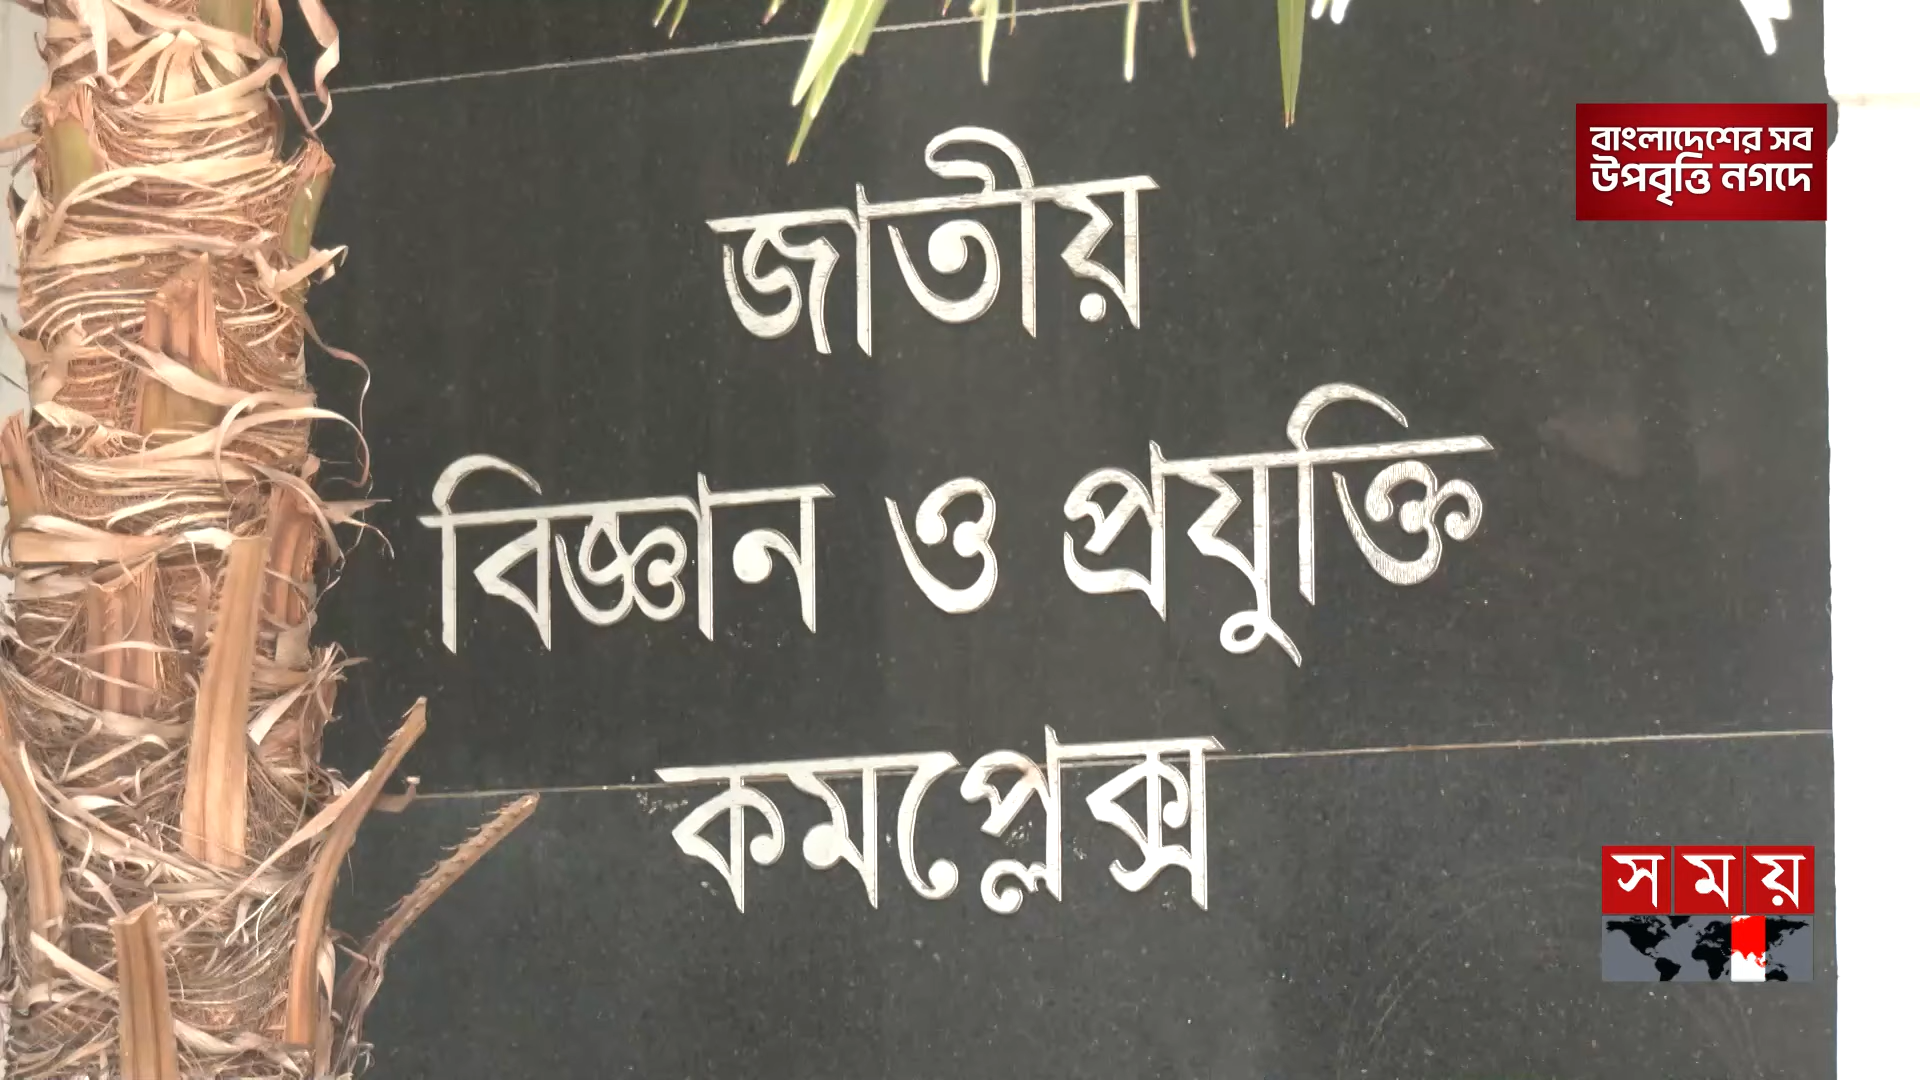 জাতীয়
বিজ্ঞান ও প্রযুক্তি
কমপ্লেক্স
বাংলাদেশের সব
উপবৃত্তি নগদে
সময়